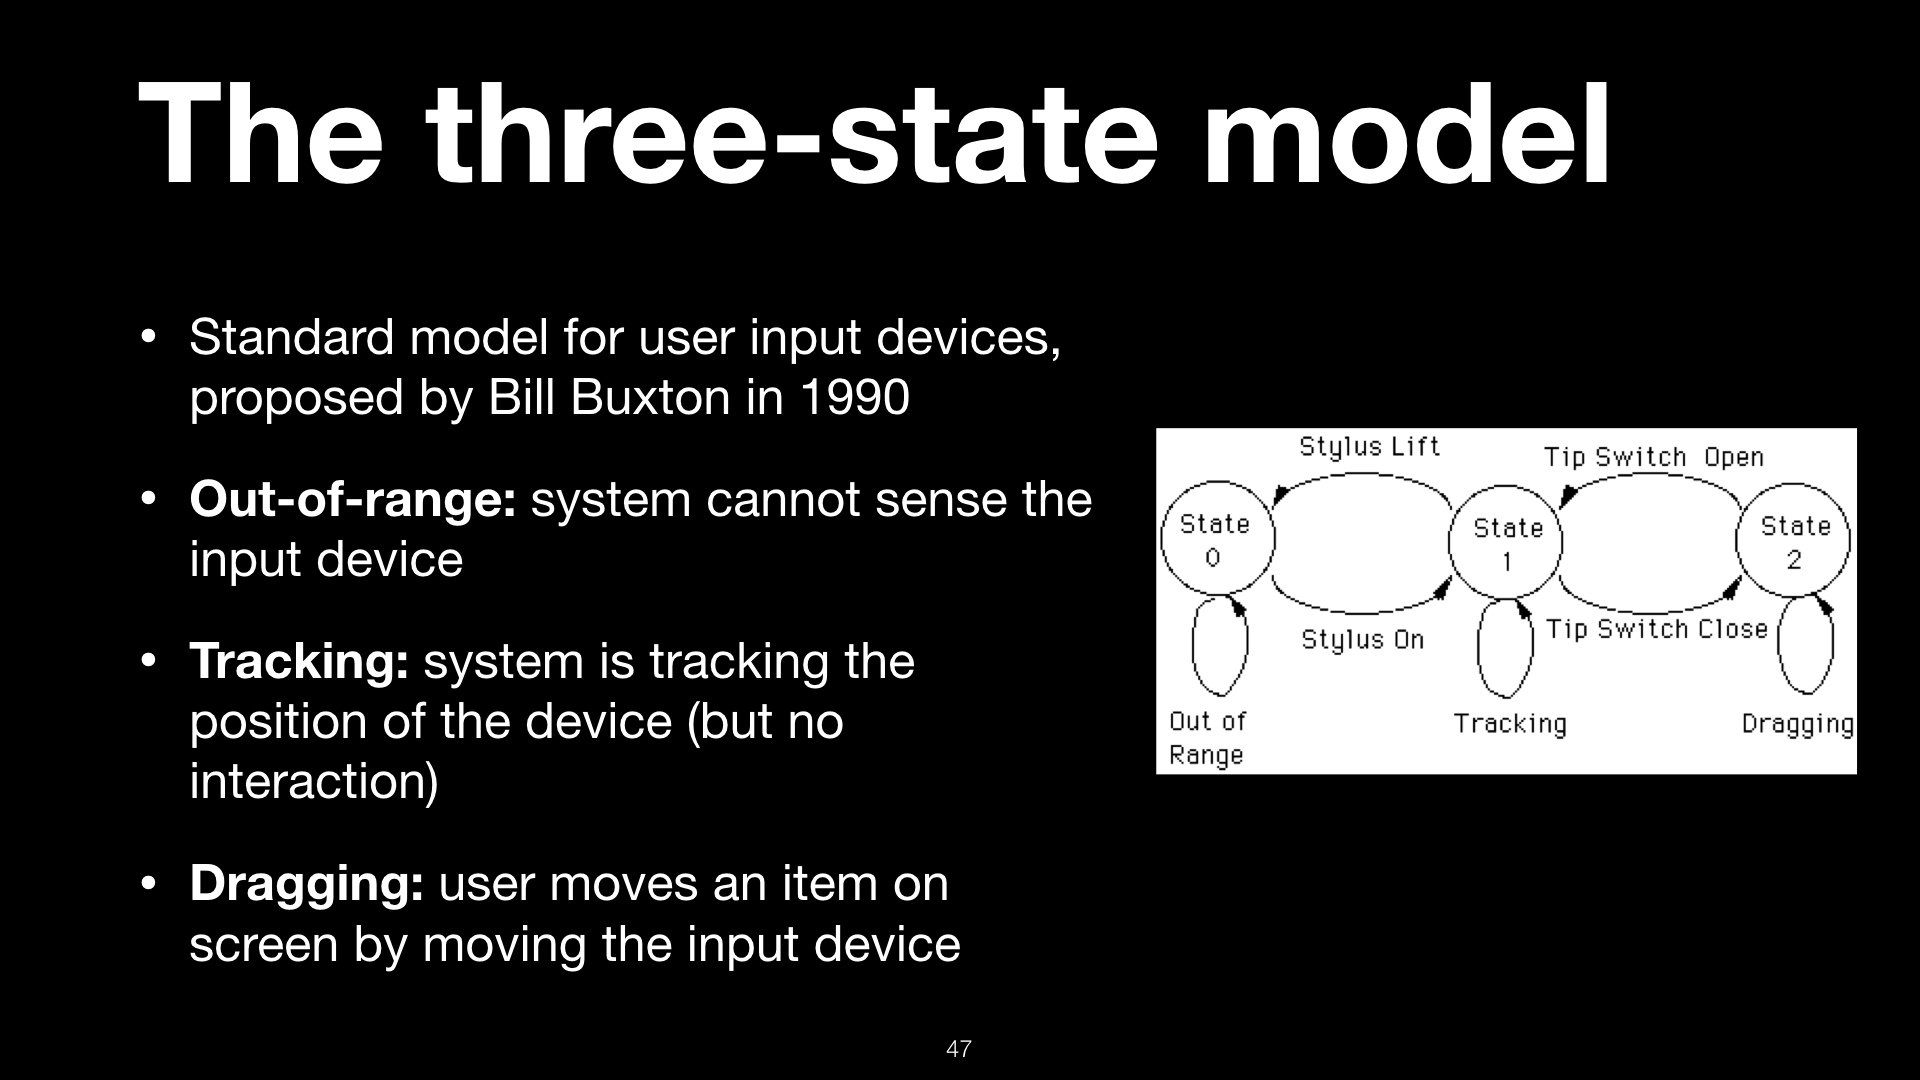 The three-state model
• Standard model for user input devices,
proposed by Bill Buxton in 1990
• Out-of-range: system cannot sense the
input device
• Tracking: system is tracking the
position of the device (but no
interaction)
• Dragging: user moves an item on
screen by moving the input device
Stylus Lift
Tip Switch Open
State
0
State
1
State
2
Stylus On
Tip Switch Close
Out of
Range
Tracking
Dragging
47